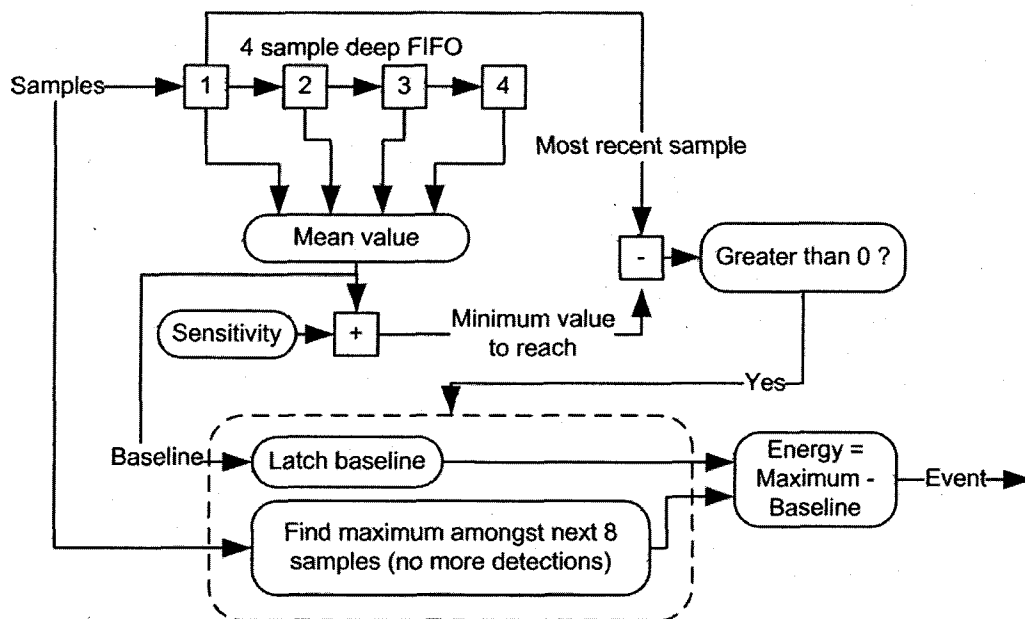 4 sample deep FIFO
Samples
1
2
3
4
Most recent sample
Mean value
-
Greater than 0 ?
Sensitivity
+
Minimum value
to reach
Yes
Baseline
Latch baseline
Energy =
Maximum -
Baseline
Event
Find maximum amongst next 8
samples (no more detections)